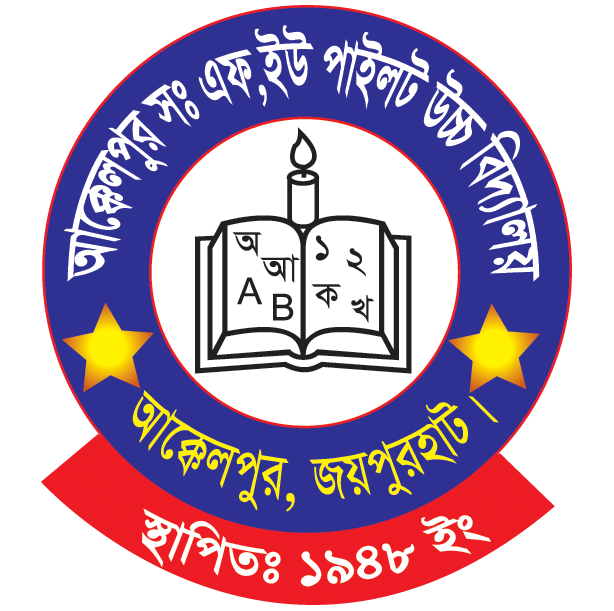 আক্কেলপুর সঃ এফ,ইউ পাইলট উচ্চ বিদ্যালয়
অ আ ১ ২
A B ক খ
আক্কেলপুর, জয়পুরহাট।
স্থাপিতঃ ১৯৪৮ ইং